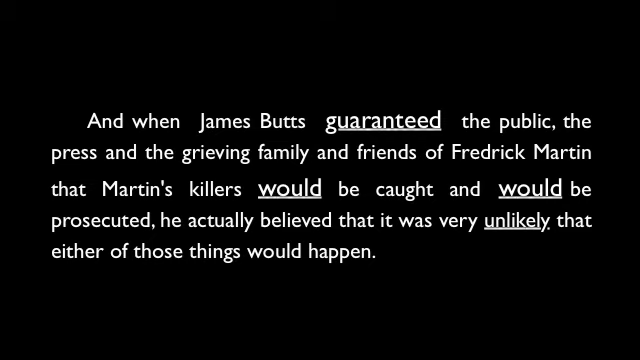 And when James Butts guaranteed the public, the
press and the grieving family and friends of Fredrick Martin
that Martin's killers would be caught and would be
prosecuted, he actually believed that it was very unlikely that
either of those things would happen.